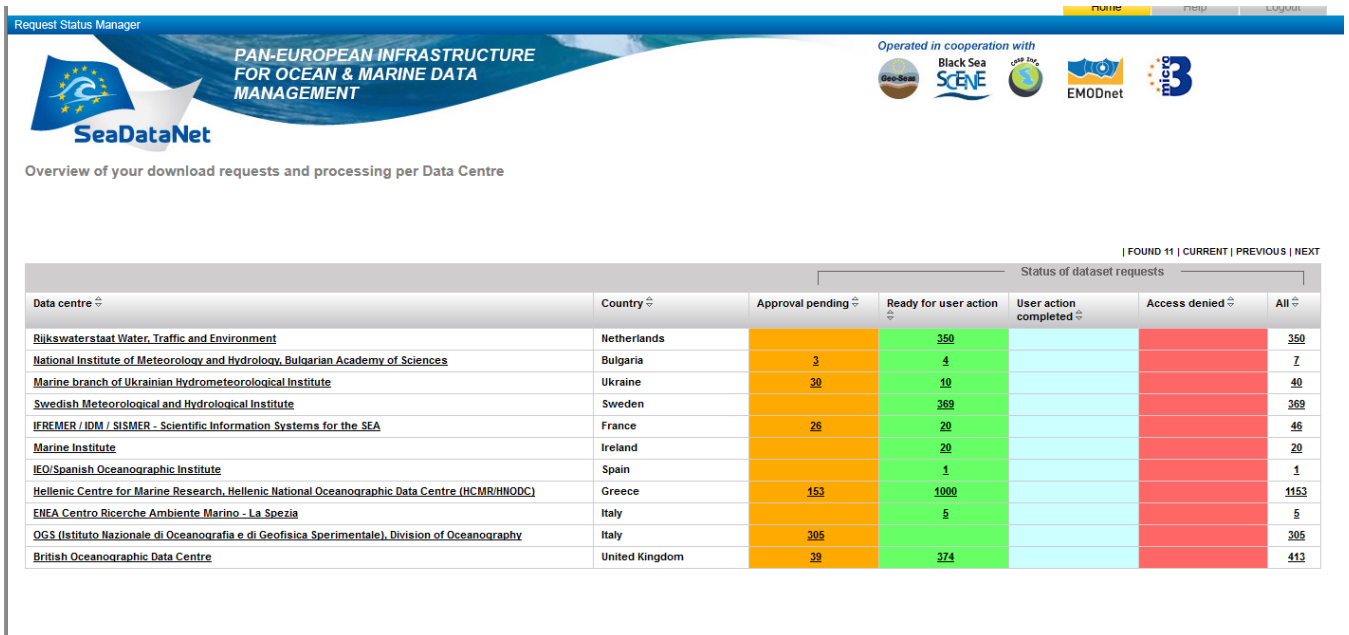 Home Help Logout
Request Status Manager
PAN-EUROPEAN INFRASTRUCTURE
FOR OCEAN & MARINE DATA
MANAGEMENT
SeaDataNet
Operated in cooperation with
Geo-Seas
Black Sea
SCENE
Casp Info
EMODnet
micro
B3
Overview of your download requests and processing per Data Centre
| FOUND 11 | CURRENT | PREVIOUS | NEXT
Status of dataset requests
Data centre Country Approval pending Ready for user action User action completed Access denied All
Rijkswaterstaat Water, Traffic and Environment Netherlands 350 350
National Institute of Meteorology and Hydrology, Bulgarian Academy of Sciences Bulgaria 3 4 7
Marine branch of Ukrainian Hydrometeorological Institute Ukraine 30 10 40
Swedish Meteorological and Hydrological Institute Sweden 369 369
IFREMER / IDM / SISMER - Scientific Information Systems for the SEA France 26 20 46
Marine Institute Ireland 20 20
IEO/Spanish Oceanographic Institute Spain 1 1
Hellenic Centre for Marine Research, Hellenic National Oceanographic Data Centre (HCMR/HNODC) Greece 153 1000 1153
ENEA Centro Ricerche Ambiente Marino - La Spezia Italy 5 5
OGS (Istituto Nazionale di Oceanografia e di Geofisica Sperimentale), Division of Oceanography Italy 305 305
British Oceanographic Data Centre United Kingdom 39 374 413